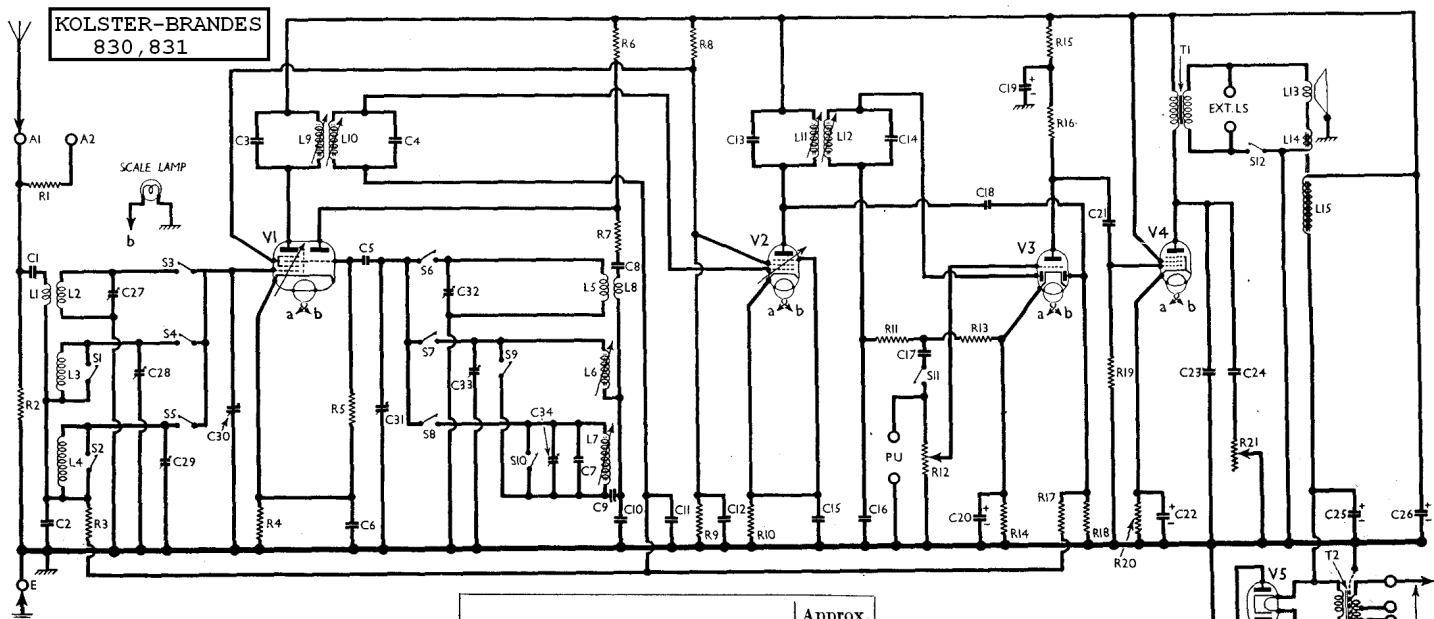 KOLSTER-BRANDES
830,831
R6
R8
R15
T1
C19
L13
EXT.LS
A1
A2
C3
L9
L10
C4
C13
L11
L12
C14
R16
L14
S12
SCALE LAMP
R1
b
C18
L15
C21
V1
R7
V2
V3
V4
C1
S3
C5
S6
C8
L1
L2
C27
C32
L5
L8
a
b
a
b
a
b
a
b
S4
S7
R11
R13
S1
S9
C17
L3
C28
C33
L6
S11
R19
C23
C24
R2
S5
C30
R5
C31
S8
C34
L7
R21
L4
S2
C29
S10
C7
PU
R12
C9
C2
R3
R4
C6
C10
C11
R9
C12
R10
C15
C16
C20
R14
R17
R18
C22
C25
C26
R20
T2
E
V5
Approx